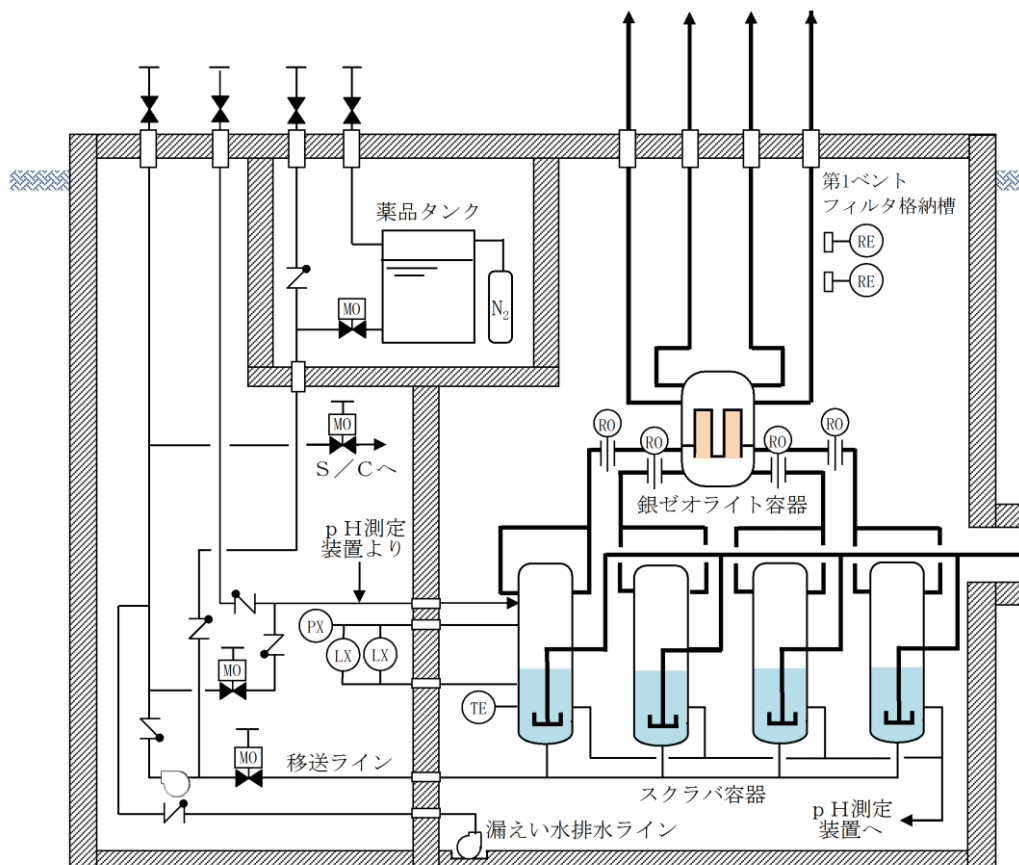 第1ベント
フィルタ格納槽
RE
RE
薬品タンク
MO
N₂
MO
S/Cへ
RO
RO
RO
RO
銀ゼオライト容器
pH測定
装置より
PX
LX
LX
MO
TE
MO
移送ライン
スクラバ容器
漏えい水排水ライン
pH測定
装置へ